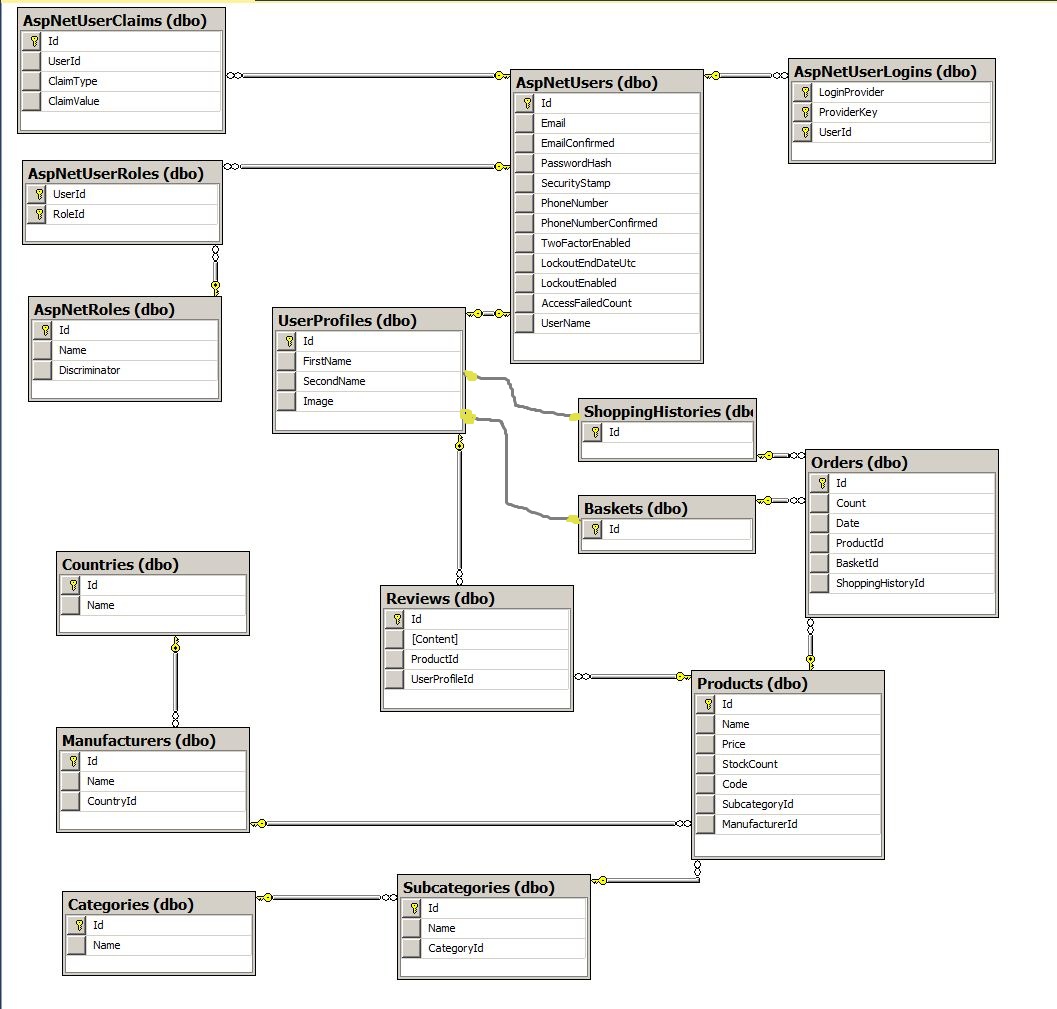 AspNetUserClaims (dbo)
Id
UserId
ClaimType
ClaimValue
AspNetUsers (dbo)
Id
Email
EmailConfirmed
PasswordHash
SecurityStamp
PhoneNumber
PhoneNumberConfirmed
TwoFactorEnabled
LockoutEndDateUtc
LockoutEnabled
AccessFailedCount
UserName
AspNetUserLogins (dbo)
LoginProvider
ProviderKey
UserId
AspNetUserRoles (dbo)
UserId
RoleId
AspNetRoles (dbo)
Id
Name
Discriminator
UserProfiles (dbo)
Id
FirstName
SecondName
Image
ShoppingHistories (dbo
Id
Baskets (dbo)
Id
Orders (dbo)
Id
Count
Date
ProductId
BasketId
ShoppingHistoryId
Countries (dbo)
Id
Name
Reviews (dbo)
Id
[Content]
ProductId
UserProfileId
Manufacturers (dbo)
Id
Name
CountryId
Products (dbo)
Id
Name
Price
StockCount
Code
SubcategoryId
ManufacturerId
Categories (dbo)
Id
Name
Subcategories (dbo)
Id
Name
CategoryId